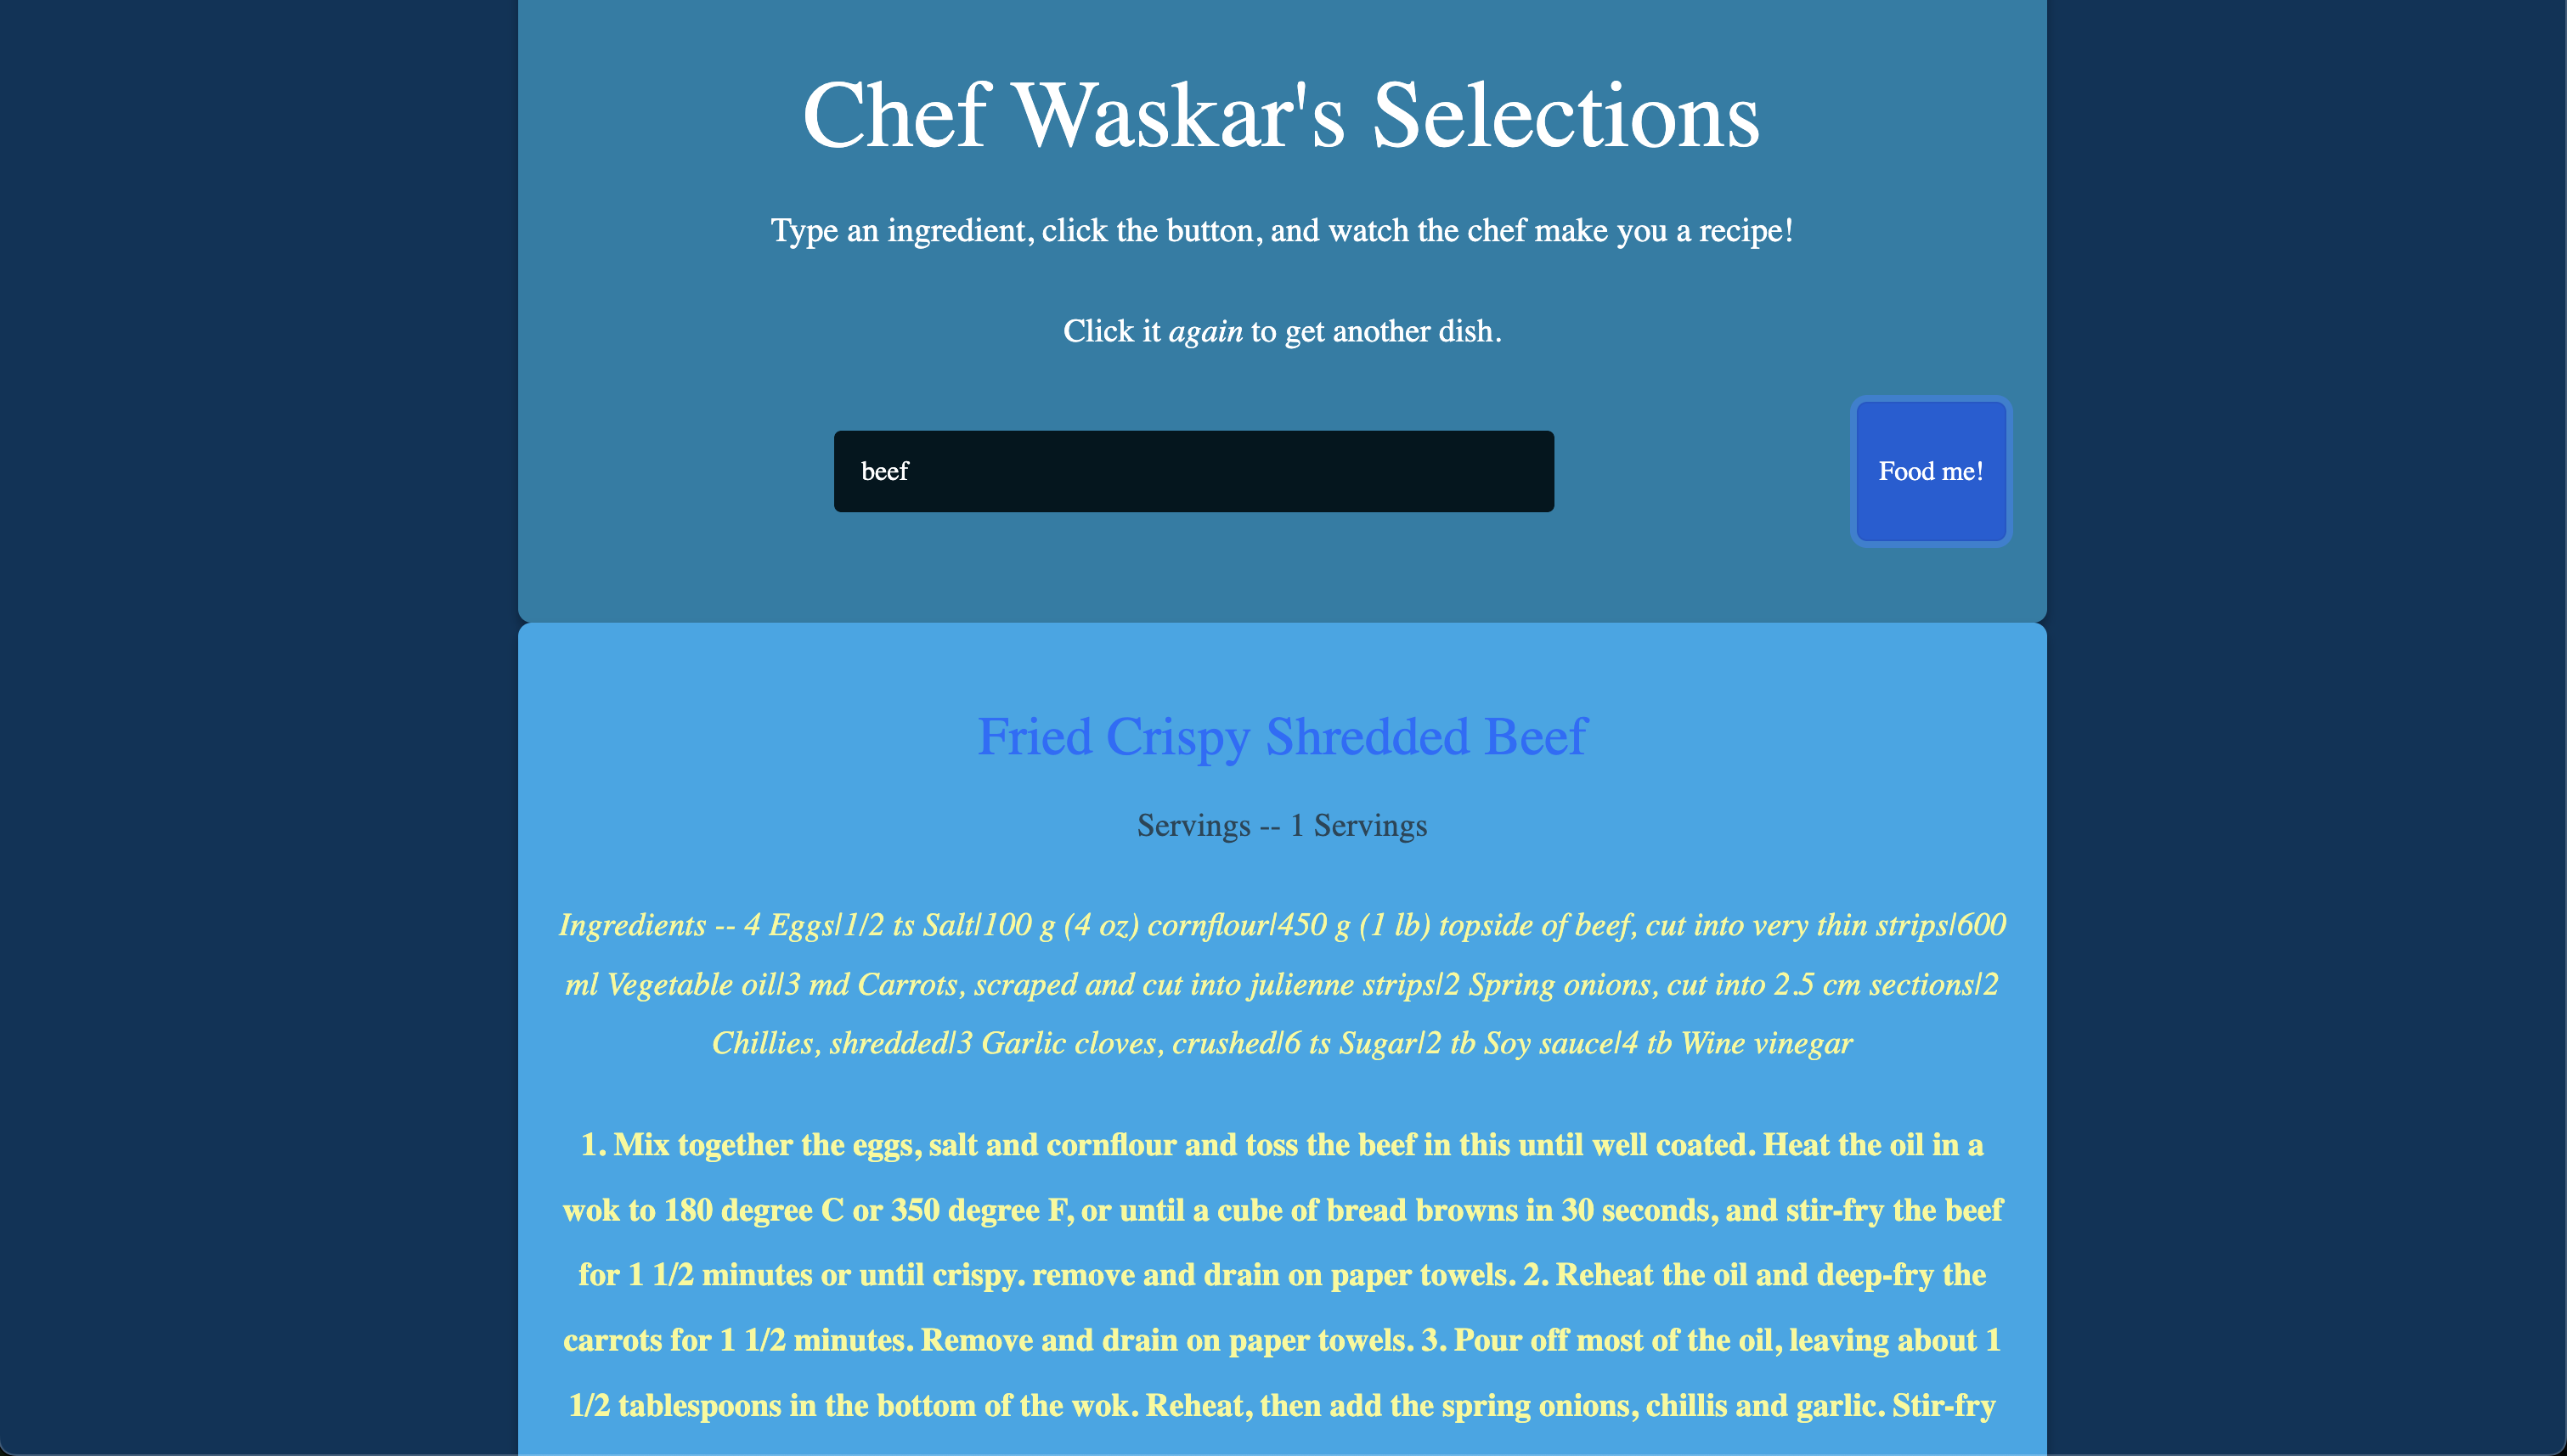 Chef Waskar's Selections
Type an ingredient, click the button, and watch the chef make you a recipe!
Click it again to get another dish.
beef
Food me!
Fried Crispy Shredded Beef
Servings -- 1 Servings
Ingredients -- 4 Eggs|1/2 ts Salt|100 g (4 oz) cornflour|450 g (1 lb) topside of beef, cut into very thin strips|600
ml Vegetable oil|3 md Carrots, scraped and cut into julienne strips|2 Spring onions, cut into 2.5 cm sections|2
Chillies, shredded|3 Garlic cloves, crushed|6 ts Sugar|2 tb Soy sauce|4 tb Wine vinegar
1. Mix together the eggs, salt and cornflour and toss the beef in this until well coated. Heat the oil in a
wok to 180 degree C or 350 degree F, or until a cube of bread browns in 30 seconds, and stir-fry the beef
for 1 1/2 minutes or until crispy. remove and drain on paper towels. 2. Reheat the oil and deep-fry the
carrots for 1 1/2 minutes. Remove and drain on paper towels. 3. Pour off most of the oil, leaving about 1
1/2 tablespoons in the bottom of the wok. Reheat, then add the spring onions, chillis and garlic. Stir-fry